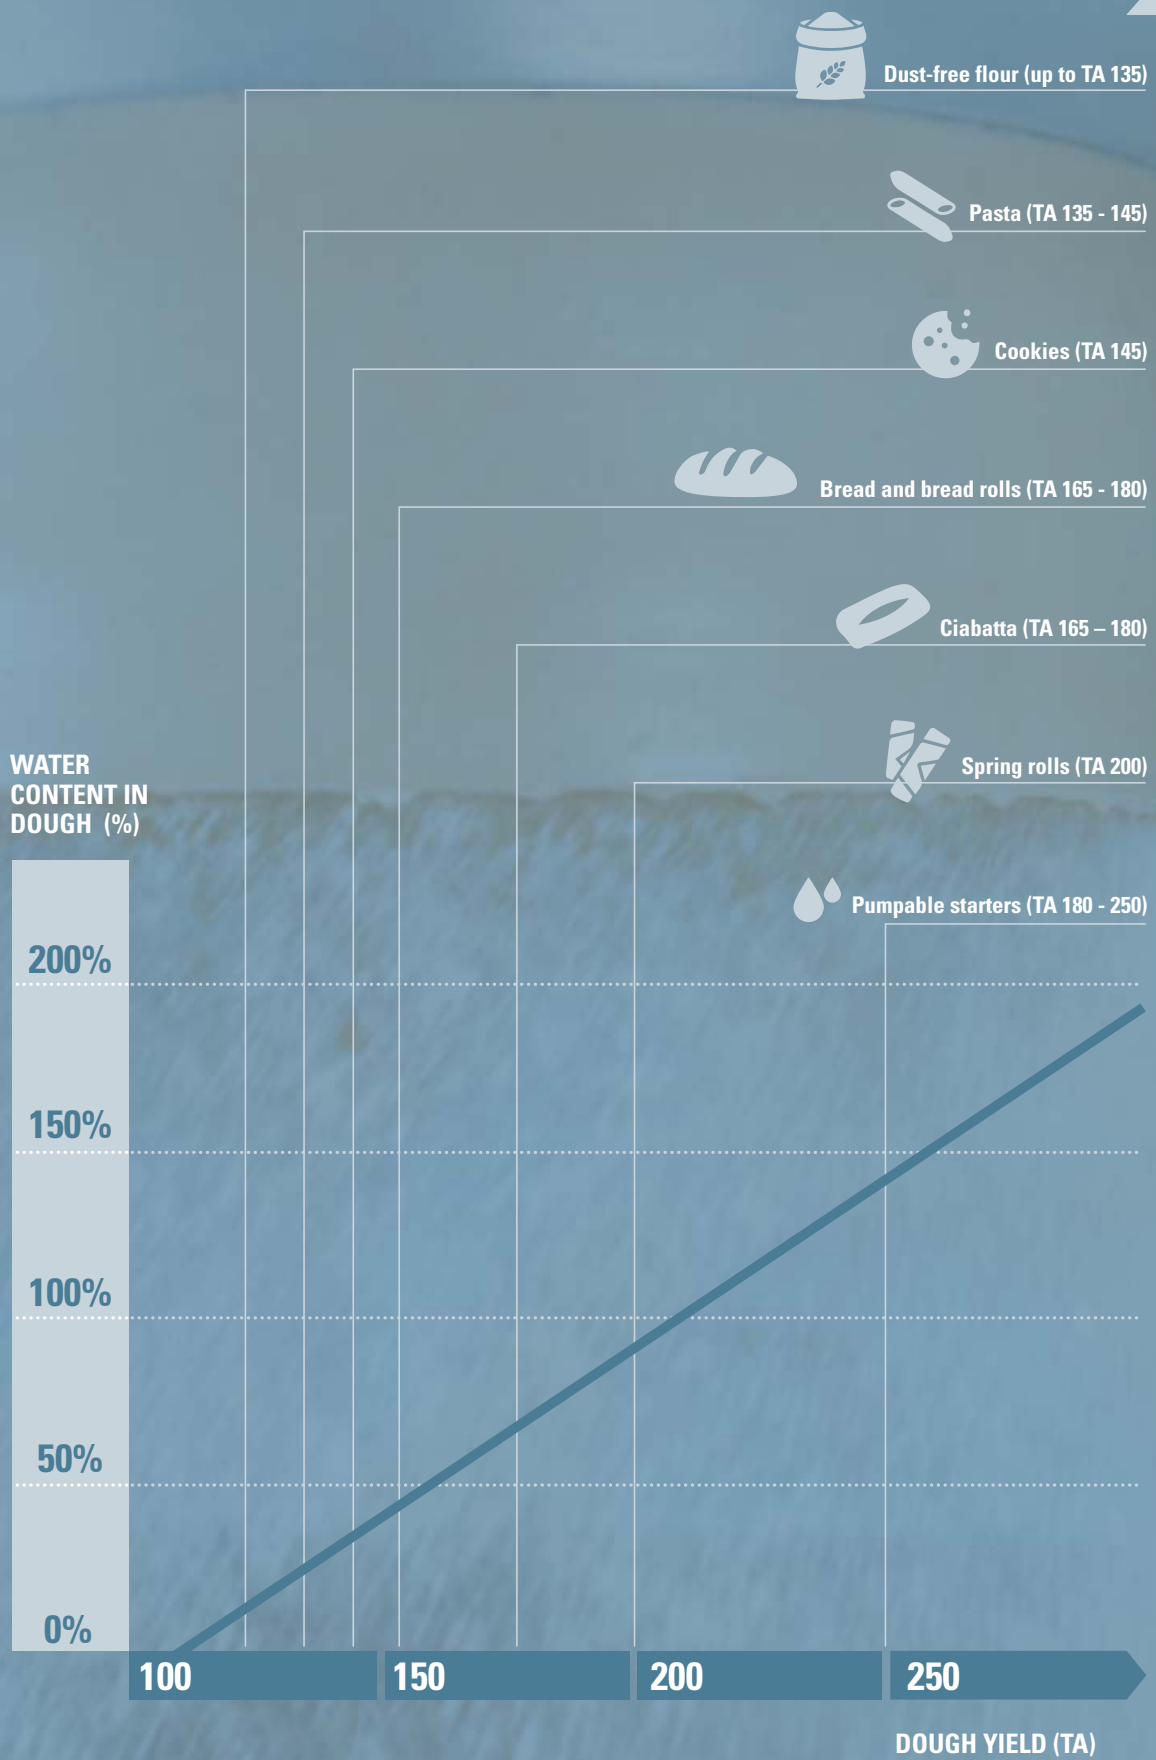 Dust-free flour (up to TA 135)
Pasta (TA 135 - 145)
Cookies (TA 145)
Bread and bread rolls (TA 165 - 180)
Ciabatta (TA 165 – 180)
Spring rolls (TA 200)
WATER
CONTENT IN
DOUGH (%)
Pumpable starters (TA 180 - 250)
200%
150%
100%
50%
0%
100 150 200 250
DOUGH YIELD (TA)